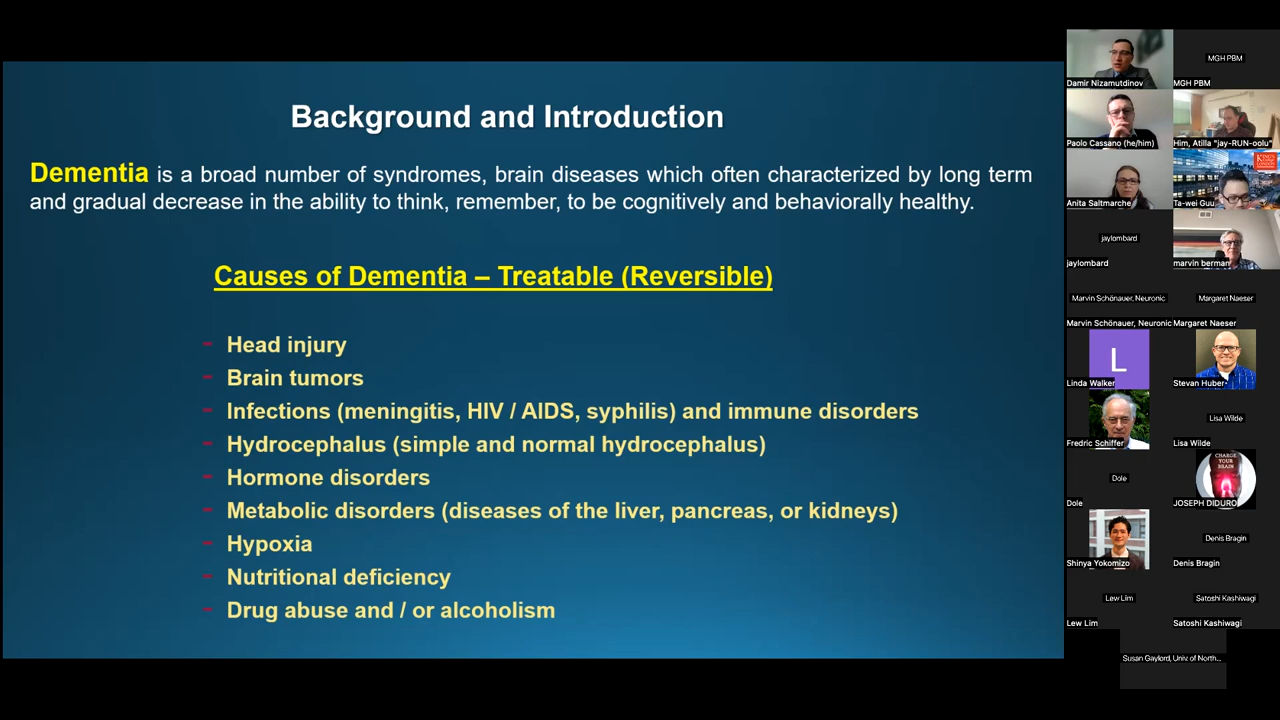 Background and Introduction
Dementia is a broad number of syndromes, brain diseases which often characterized by long term
and gradual decrease in the ability to think, remember, to be cognitively and behaviorally healthy.
Causes of Dementia – Treatable (Reversible)
- Head injury
- Brain tumors
- Infections (meningitis, HIV / AIDS, syphilis) and immune disorders
- Hydrocephalus (simple and normal hydrocephalus)
- Hormone disorders
- Metabolic disorders (diseases of the liver, pancreas, or kidneys)
- Hypoxia
- Nutritional deficiency
- Drug abuse and / or alcoholism
Damir Nizamutdinov
MGH PBM
MGH PBM
Paolo Cassano (he/him)
Him, Atilla "jay-RUN-oolu"
Anita Saltmarche
KING'S
College
LONDON
Ta-wei Guu
jaylombard
jaylombard
marvin berman
Marvin Schönauer, Neuronic
Marvin Schönauer, Neuronic
Margaret Naeser
Margaret Naeser
L
Linda Walker
Stevan Huber
Fredric Schiffer
Lisa Wilde
Lisa Wilde
Dole
Dole
CHARGE
YOUR
BRAIN
JOSEPH DIDURO
Shinya Yokomizo
Denis Bragin
Denis Bragin
Lew Lim
Lew Lim
Satoshi Kashiwagi
Satoshi Kashiwagi
Susan Gaylord, Univ. of North...